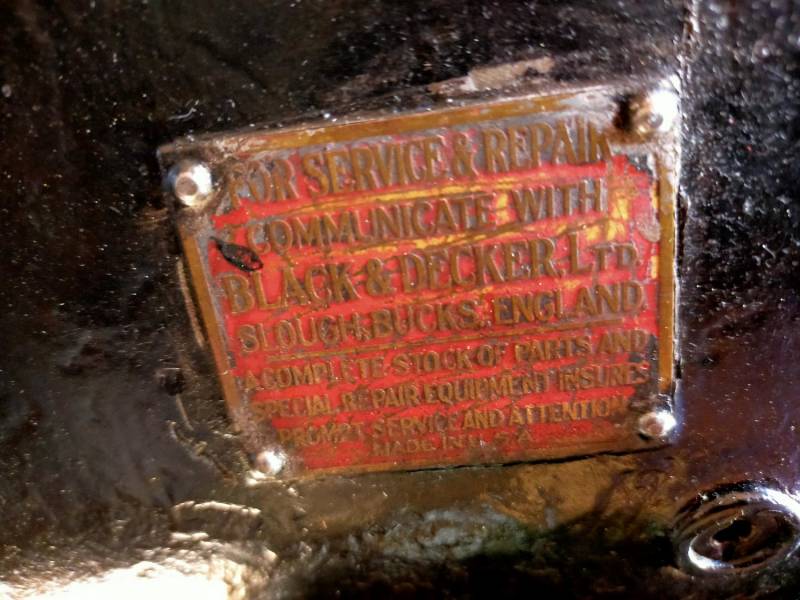 FOR SERVICE & REPAIR
COMMUNICATE WITH
BLACK & DECKER, LTD.
SLOUGH, BUCKS, ENGLAND
A COMPLETE STOCK OF PARTS AND
SPECIAL REPAIR EQUIPMENT INSURES
PROMPT SERVICE AND ATTENTION
MADE IN U.S.A.